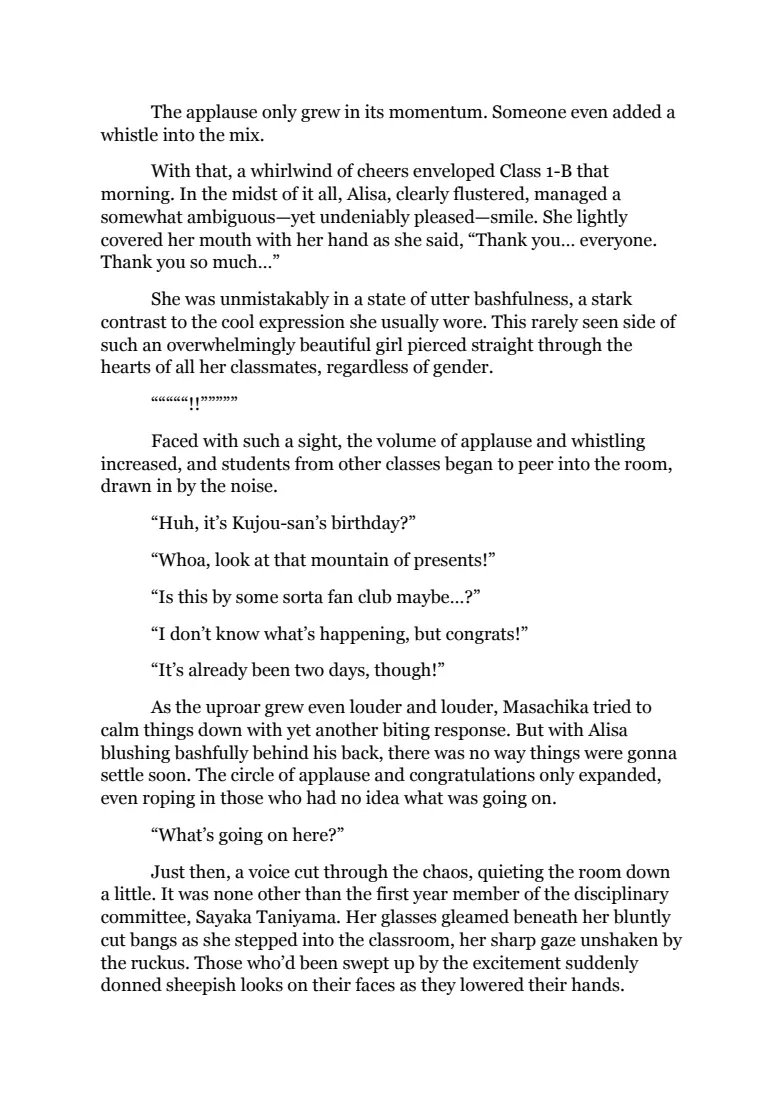 The applause only grew in its momentum. Someone even added a
whistle into the mix.
With that, a whirlwind of cheers enveloped Class 1-B that
morning. In the midst of it all, Alisa, clearly flustered, managed a
somewhat ambiguous—yet undeniably pleased—smile. She lightly
covered her mouth with her hand as she said, “Thank you... everyone.
Thank you so much...”
She was unmistakably in a state of utter bashfulness, a stark
contrast to the cool expression she usually wore. This rarely seen side of
such an overwhelmingly beautiful girl pierced straight through the
hearts of all her classmates, regardless of gender.
“““““!!”””””
Faced with such a sight, the volume of applause and whistling
increased, and students from other classes began to peer into the room,
drawn in by the noise.
“Huh, it’s Kujou-san’s birthday?”
“Whoa, look at that mountain of presents!”
“Is this by some sorta fan club maybe...?”
“I don’t know what’s happening, but congrats!”
“It’s already been two days, though!”
As the uproar grew even louder and louder, Masachika tried to
calm things down with yet another biting response. But with Alisa
blushing bashfully behind his back, there was no way things were gonna
settle soon. The circle of applause and congratulations only expanded,
even roping in those who had no idea what was going on.
“What’s going on here?”
Just then, a voice cut through the chaos, quieting the room down
a little. It was none other than the first year member of the disciplinary
committee, Sayaka Taniyama. Her glasses gleamed beneath her bluntly
cut bangs as she stepped into the classroom, her sharp gaze unshaken by
the ruckus. Those who’d been swept up by the excitement suddenly
donned sheepish looks on their faces as they lowered their hands.